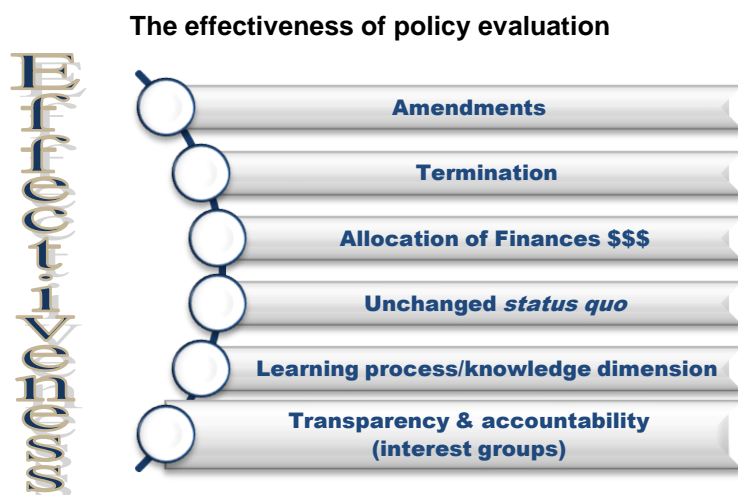 The effectiveness of policy evaluation
Effectiveness
Amendments
Termination
Allocation of Finances $$$
Unchanged status quo
Learning process/knowledge dimension
Transparency & accountability
(interest groups)